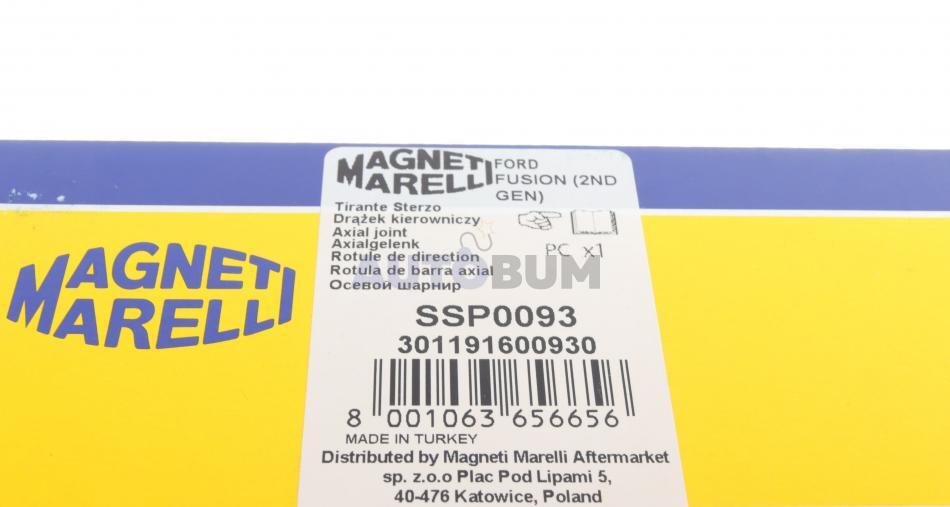 MAGNETI
MARELLI
MAGNETI
MARELLI
FORD
FUSION (2ND
GEN)
Tirante Sterzo
Drążek kierowniczy
Axial joint
Axialgelenk
Rotule de direction
Rotula de barra axial
Осевой шарнир
PC x1
AUTOBUM
SSP0093
301191600930
8 001063 656656
MADE IN TURKEY
Distributed by Magneti Marelli Aftermarket
sp. z.o.o Plac Pod Lipami 5,
40-476 Katowice, Poland